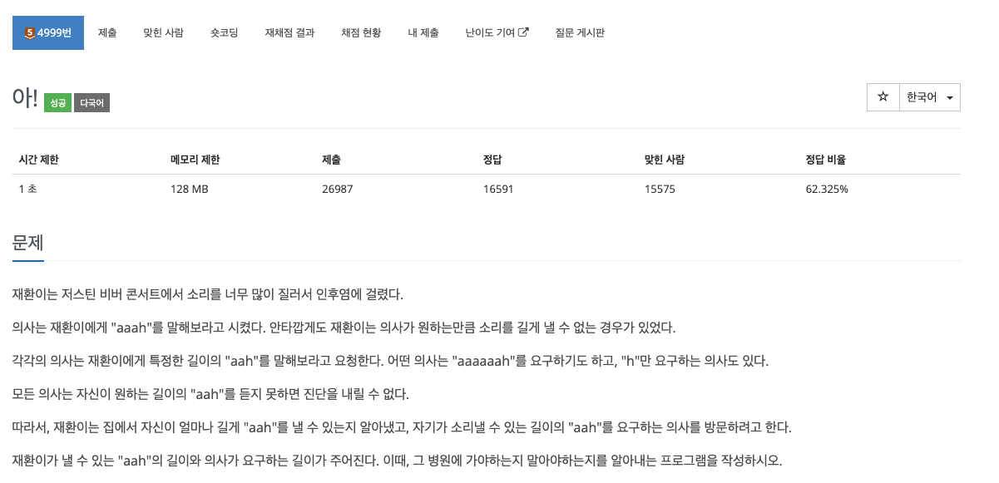 5 4999번 제출 맞힌 사람 숏코딩 재채점 결과 채점 현황 내 제출 난이도 기여 질문 게시판
아! 성공 다국어 한국어
시간 제한 메모리 제한 제출 정답 맞힌 사람 정답 비율
1 초 128 MB 26987 16591 15575 62.325%
문제
재환이는 저스틴 비버 콘서트에서 소리를 너무 많이 질러서 인후염에 걸렸다.
의사는 재환이에게 "aaah"를 말해보라고 시켰다. 안타깝게도 재환이는 의사가 원하는만큼 소리를 길게 낼 수 없는 경우가 있었다.
각각의 의사는 재환이에게 특정한 길이의 "aah"를 말해보라고 요청한다. 어떤 의사는 "aaaaaah"를 요구하기도 하고, "h"만 요구하는 의사도 있다.
모든 의사는 자신이 원하는 길이의 "aah"를 듣지 못하면 진단을 내릴 수 없다.
따라서, 재환이는 집에서 자신이 얼마나 길게 "aah"를 낼 수 있는지 알아냈고, 자기가 소리낼 수 있는 길이의 "aah"를 요구하는 의사를 방문하려고 한다.
재환이가 낼 수 있는 "aah"의 길이와 의사가 요구하는 길이가 주어진다. 이때, 그 병원에 가야하는지 말아야하는지를 알아내는 프로그램을 작성하시오.